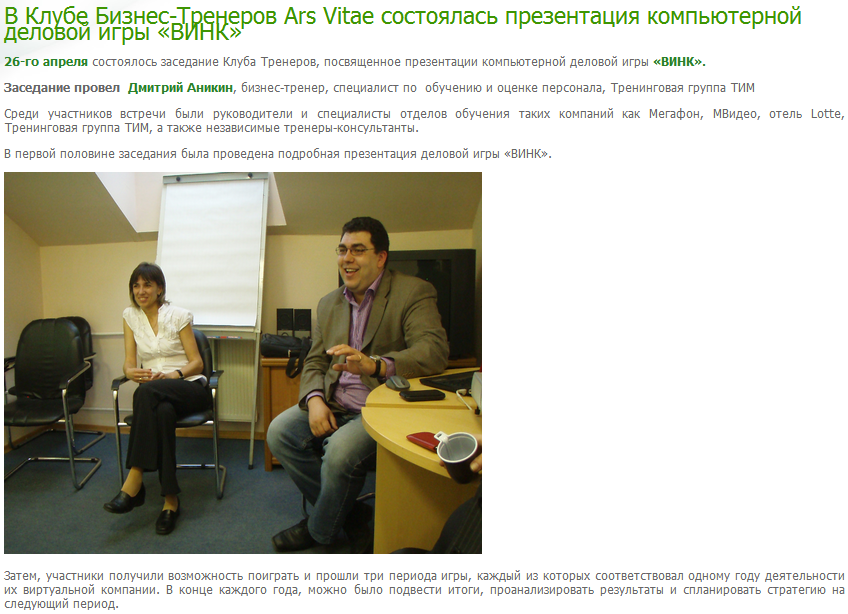 В Клубе Бизнес-Тренеров Ars Vitae состоялась презентация компьютерной
деловой игры «ВИНК»
26-го апреля состоялось заседание Клуба Тренеров, посвященное презентации компьютерной деловой игры «ВИНК».
Заседание провел Дмитрий Аникин, бизнес-тренер, специалист по обучению и оценке персонала, Тренинговая группа ТИМ
Среди участников встречи были руководители и специалисты отделов обучения таких компаний как Мегафон, МВидео, отель Lotte,
Тренинговая группа ТИМ, а также независимые тренеры-консультанты.
В первой половине заседания была проведена подробная презентация деловой игры «ВИНК».
Затем, участники получили возможность поиграть и прошли три периода игры, каждый из которых соответствовал одному году деятельности
их виртуальной компании. В конце каждого года, можно было подвести итоги, проанализировать результаты и спланировать стратегию на
следующий период.